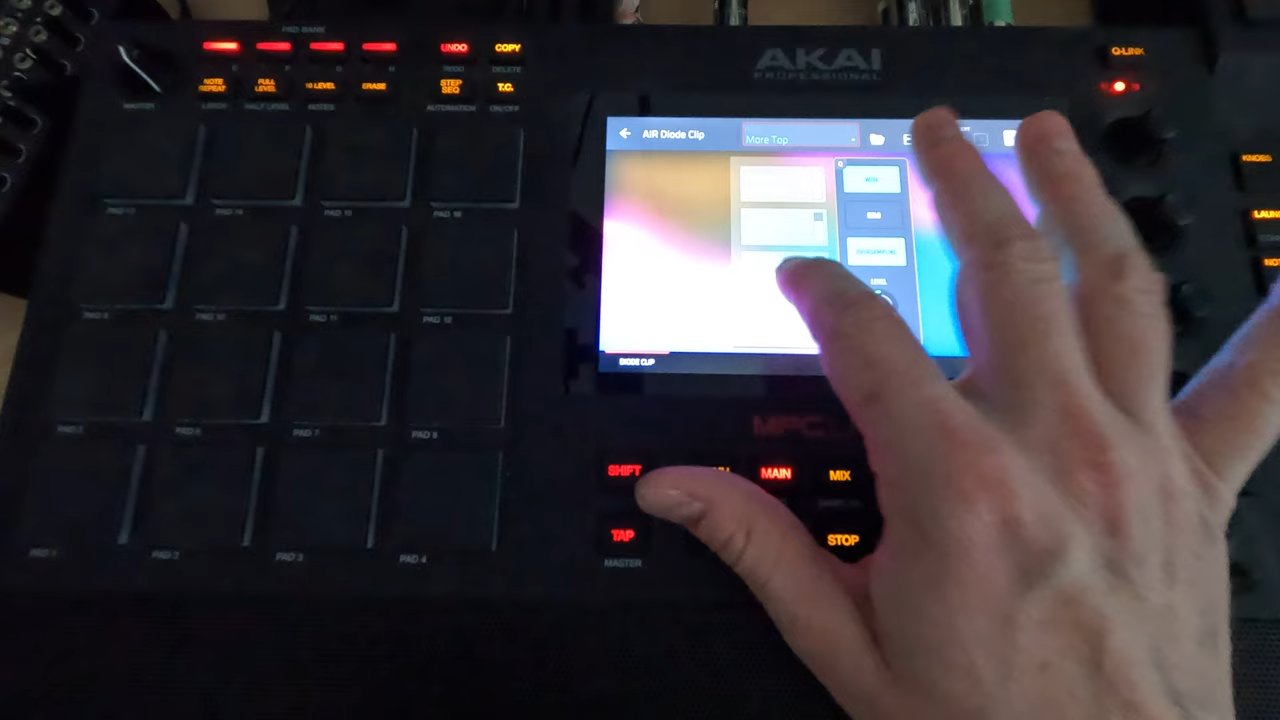 PAD BANK
AKAI
PROFESSIONAL
Q-LINK
UNDO
COPY
REDO
DELETE
NOTE REPEAT
FULL LEVEL
16 LEVEL
ERASE
STEP SEQ
T.C.
MASTER
LATCH
HALF LEVEL
NOTES
AUTOMATION
ON/OFF
AIR Diode Clip
More Top
LEVEL
DIODE CLIP
PAD 13
PAD 14
PAD 15
PAD 16
PAD 9
PAD 10
PAD 11
PAD 12
PAD 5
PAD 6
PAD 7
PAD 8
PAD 1
PAD 2
PAD 3
PAD 4
MPC
SHIFT
MAIN
MIX
TAP
STOP
MASTER
KNOBS